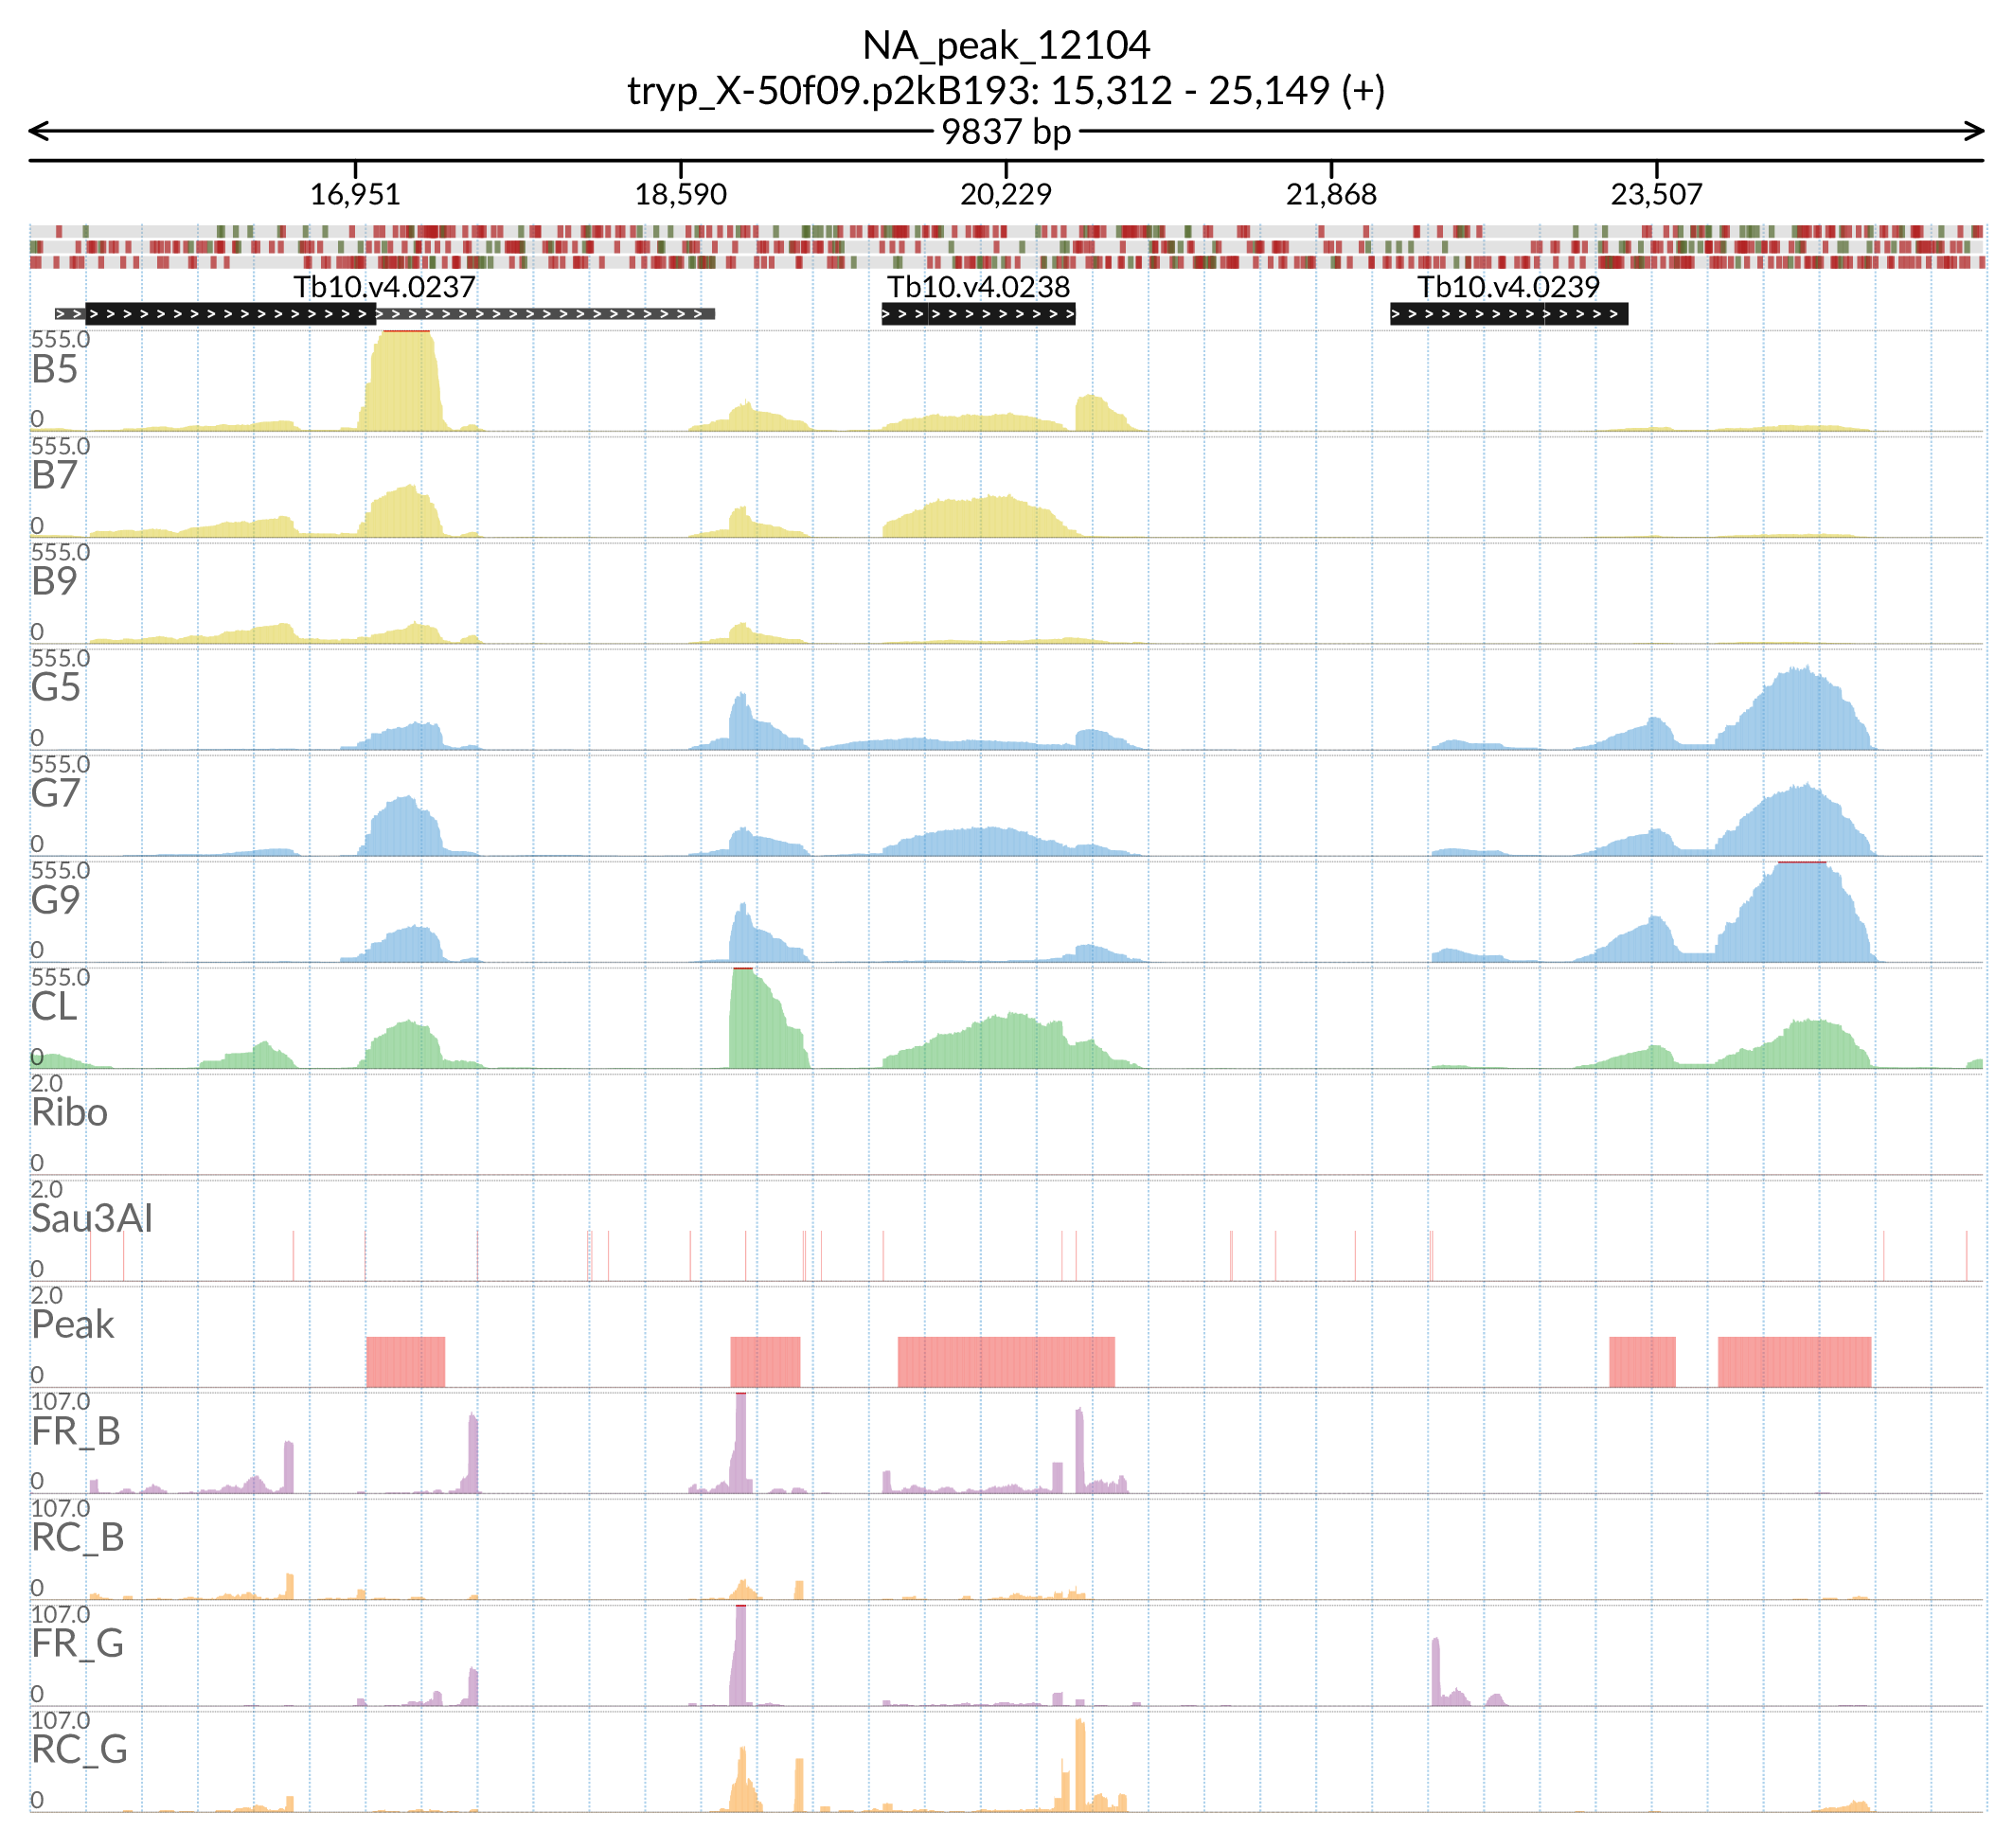 NA_peak_12104
tryp_X-50f09.p2kB193: 15,312 - 25,149 (+)
9837 bp
16,951 18,590 20,229 21,868 23,507
Tb10.v4.0237 Tb10.v4.0238 Tb10.v4.0239
555.0
B5
0
555.0
B7
0
555.0
B9
0
555.0
G5
0
555.0
G7
0
555.0
G9
0
555.0
CL
0
2.0
Ribo
0
2.0
Sau3AI
0
2.0
Peak
0
107.0
FR_B
0
107.0
RC_B
0
107.0
FR_G
0
107.0
RC_G
0